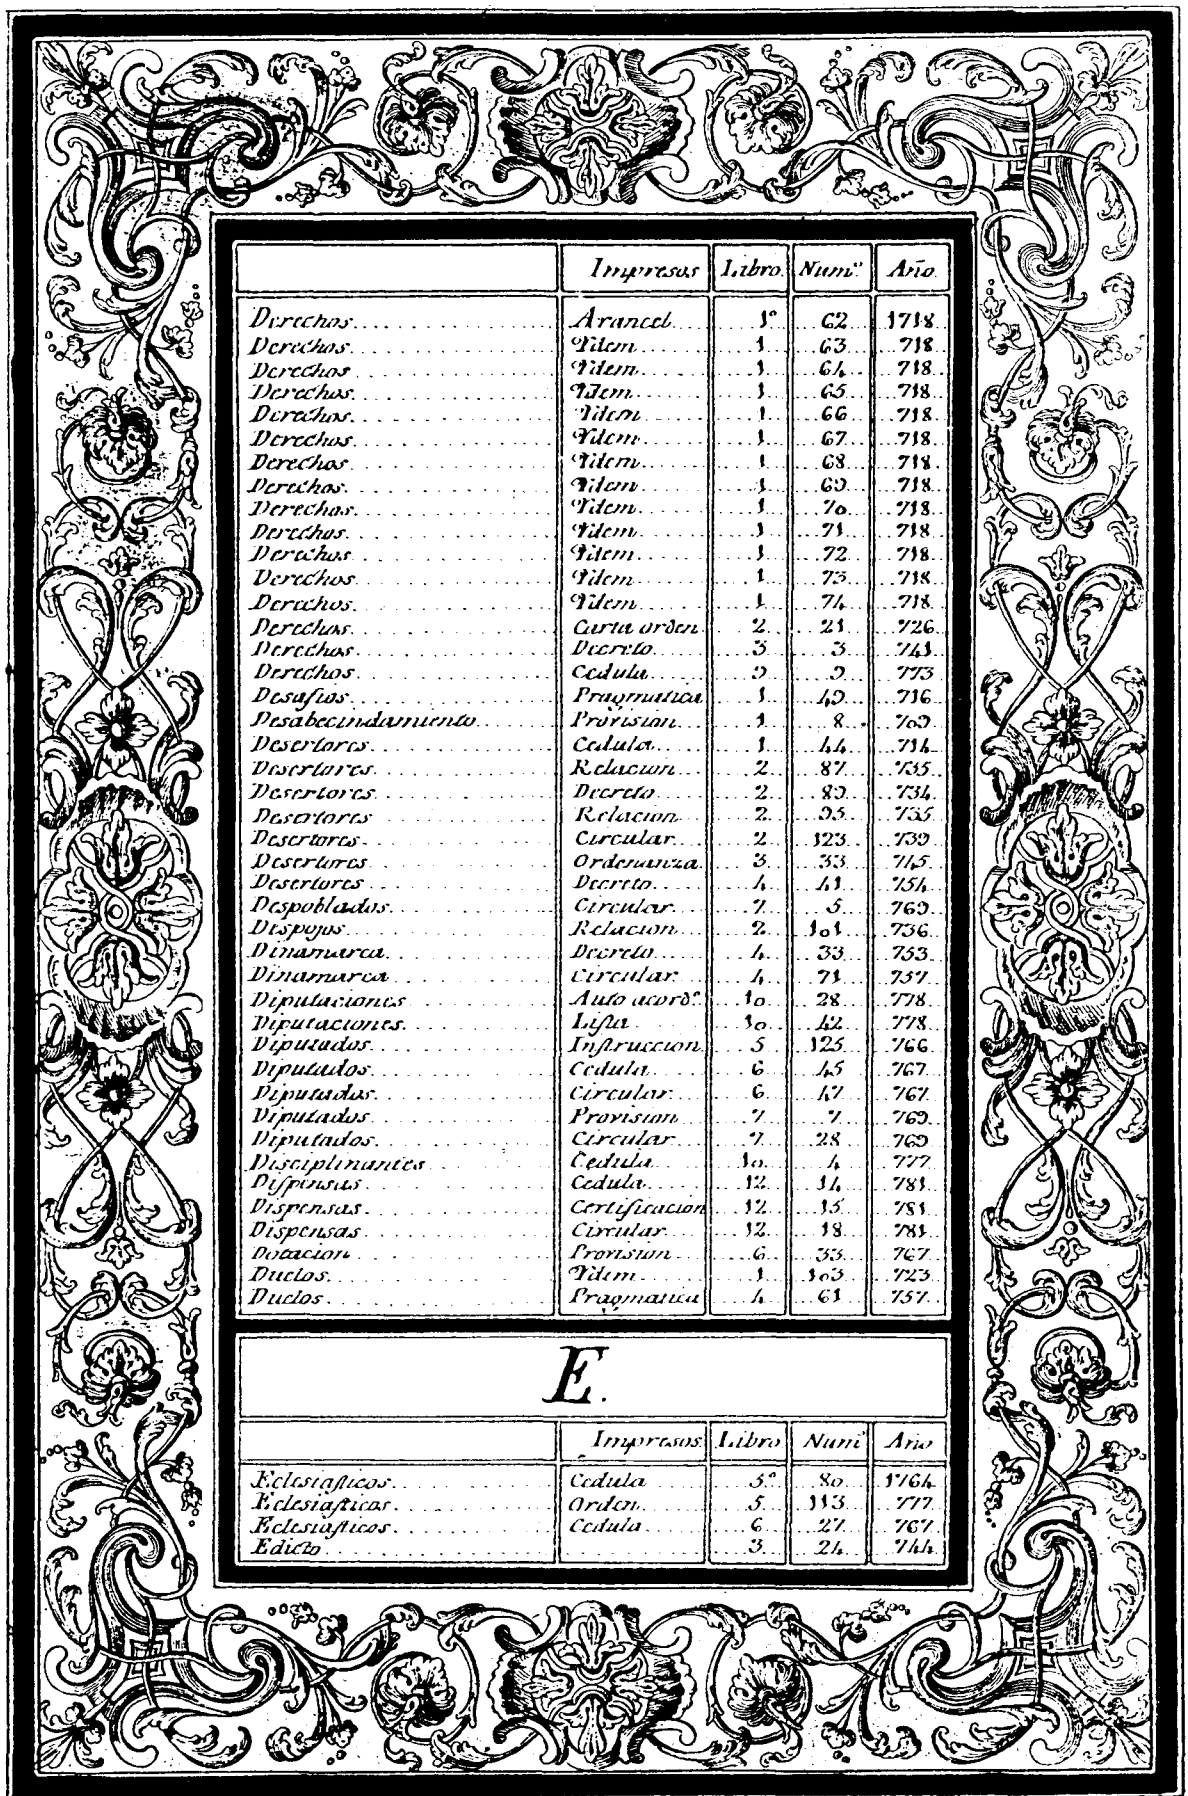 Impresos Libro. Num.º Año.
Derechos Arancel 1º 62 1718
Derechos Ydem 1 63 718
Derechos Ydem 1 64 718
Derechos Ydem 1 65 718
Derechos Ydem 1 66 718
Derechos Ydem 1 67 718
Derechos Ydem 1 68 718
Derechos Ydem 1 69 718
Derechos Ydem 1 70 718
Derechos Ydem 1 71 718
Derechos Ydem 1 72 718
Derechos Ydem 1 73 718
Derechos Ydem 1 74 718
Derechos Carta orden 2 21 726
Derechos Decreto 3 3 741
Derechos Cedula 9 9 773
Desafios Pragmatica 1 49 716
Desabecindamiento Provision 1 8 709
Desertores Cedula 1 44 714
Desertores Relacion 2 87 735
Desertores Decreto 2 89 734
Desertores Relacion 2 95 735
Desertores Circular 2 123 739
Desertores Ordenanza 3 33 745
Desertores Decreto 4 41 754
Despoblados Circular 7 5 769
Despojos Relacion 2 101 736
Dinamarca Decreto 4 33 753
Dinamarca Circular 4 71 757
Diputaciones Auto acordº 10 28 778
Diputaciones Lista 10 42 778
Diputados Instruccion 5 125 766
Diputados Cedula 6 45 767
Diputados Circular 6 47 767
Diputados Provision 7 7 769
Diputados Circular 7 28 769
Disciplinantes Cedula 10 4 777
Dispensas Cedula 12 14 781
Dispensas Certificacion 12 15 781
Dispensas Circular 12 18 781
Dotacion Provision 6 33 767
Duelos Ydem 1 103 723
Duelos Pragmatica 4 61 757
E.
Impresos Libro Numº Año
Eclesiasticos Cedula 5º 80 1764
Eclesiasticos Orden 5 113 777
Eclesiasticos Cedula 6 27 767
Edicto 3 24 744